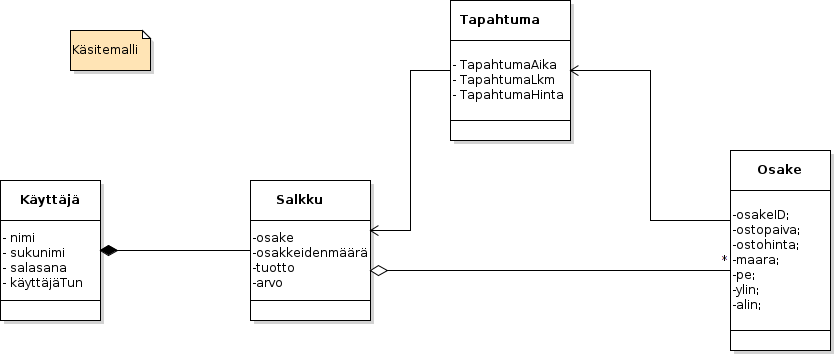 Käsitemalli
Tapahtuma
- TapahtumaAika
- TapahtumaLkm
- TapahtumaHinta
Käyttäjä
- nimi
- sukunimi
- salasana
- käyttäjäTun
Salkku
-osake
-osakkeidenmäärä
-tuotto
-arvo
*
Osake
-osakeID;
-ostopaiva;
-ostohinta;
-maara;
-pe;
-ylin;
-alin;